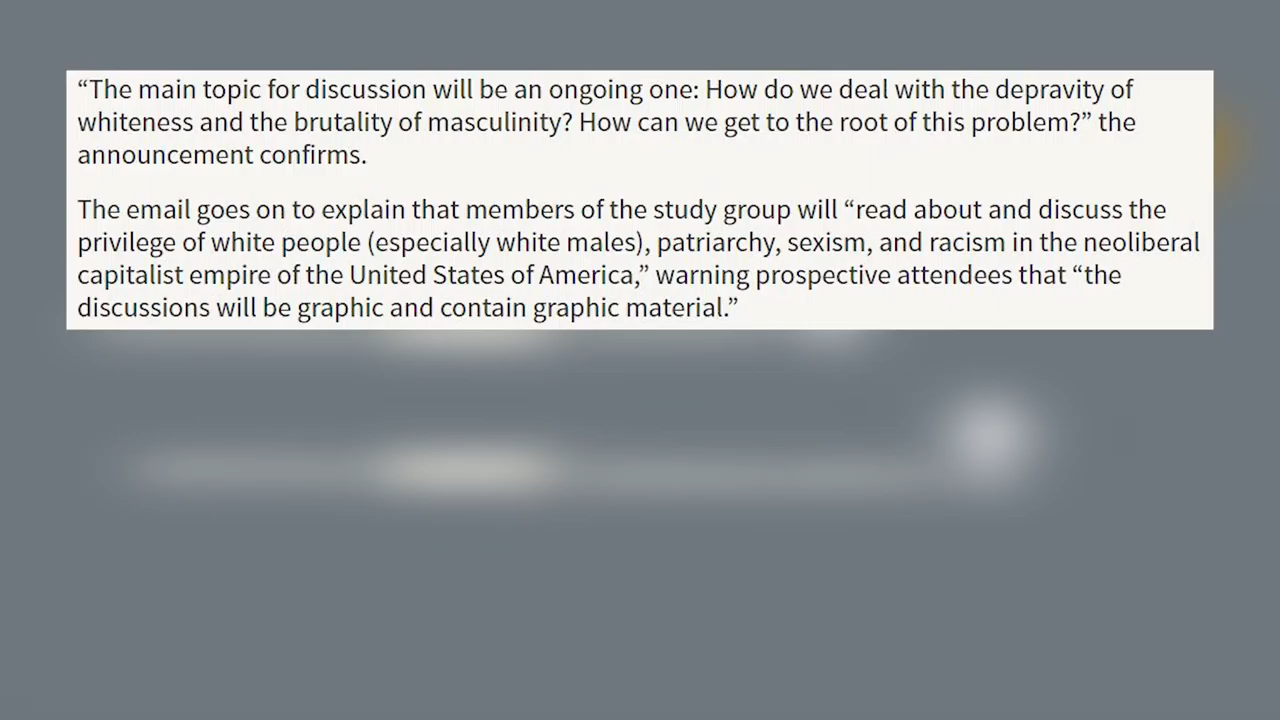 “The main topic for discussion will be an ongoing one: How do we deal with the depravity of
whiteness and the brutality of masculinity? How can we get to the root of this problem?” the
announcement confirms.
The email goes on to explain that members of the study group will “read about and discuss the
privilege of white people (especially white males), patriarchy, sexism, and racism in the neoliberal
capitalist empire of the United States of America,” warning prospective attendees that “the
discussions will be graphic and contain graphic material.”